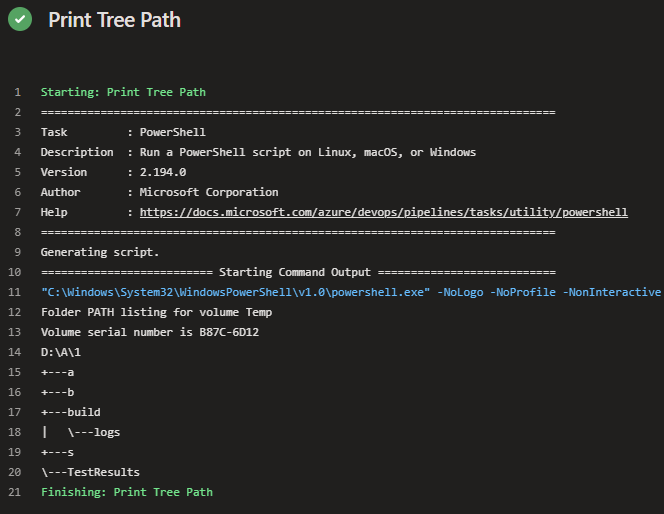 Print Tree Path
1 Starting: Print Tree Path
2 ==============================================================================
3 Task         : PowerShell
4 Description  : Run a PowerShell script on Linux, macOS, or Windows
5 Version      : 2.194.0
6 Author       : Microsoft Corporation
7 Help         : https://docs.microsoft.com/azure/devops/pipelines/tasks/utility/powershell
8 ==============================================================================
9 Generating script.
10 ========================== Starting Command Output ===========================
11 "C:\Windows\System32\WindowsPowerShell\v1.0\powershell.exe" -NoLogo -NoProfile -NonInteractive
12 Folder PATH listing for volume Temp
13 Volume serial number is B87C-6D12
14 D:\A\1
15 +---a
16 +---b
17 +---build
18 |   \---logs
19 +---s
20 \---TestResults
21 Finishing: Print Tree Path